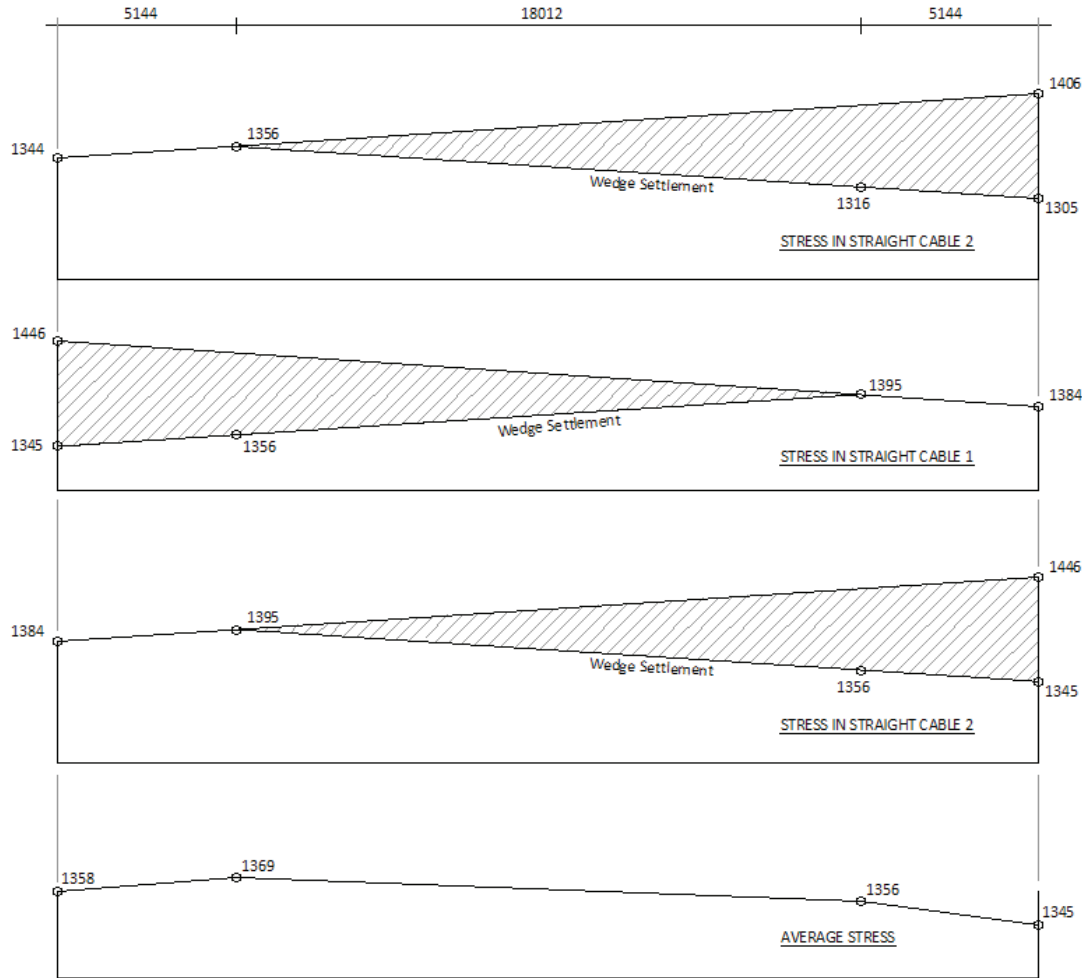 5144 18012 5144
1406
1356
1344
Wedge Settlement
1316
1305
STRESS IN STRAIGHT CABLE 2
1446
1395
1384
Wedge Settlement
1345
1356
STRESS IN STRAIGHT CABLE 1
1446
1395
1384
Wedge Settlement
1356
1345
STRESS IN STRAIGHT CABLE 2
1369
1358
1356
1345
AVERAGE STRESS